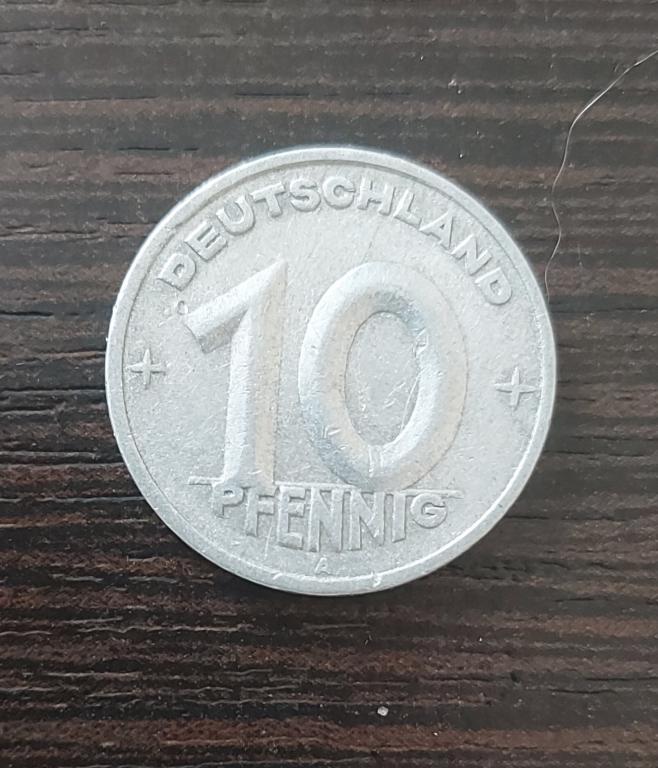 DEUTSCHLAND
10
PFENNIG
A